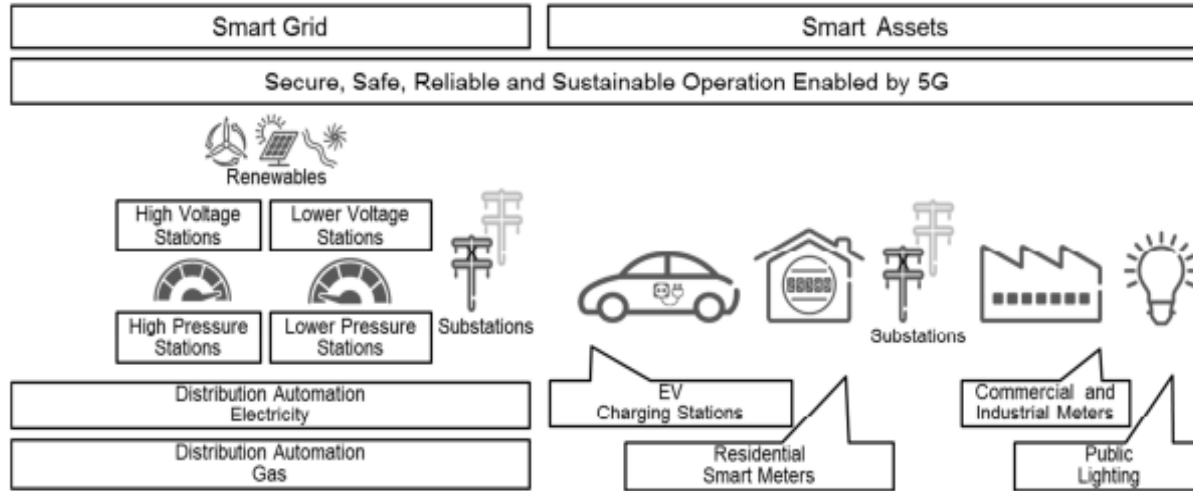 Smart Grid
Smart Assets
Secure, Safe, Reliable and Sustainable Operation Enabled by 5G
Renewables
High Voltage
Stations
Lower Voltage
Stations
High Pressure
Stations
Lower Pressure
Stations
Substations
Substations
Distribution Automation
Electricity
Distribution Automation
Gas
EV
Charging Stations
Residential
Smart Meters
Commercial and
Industrial Meters
Public
Lighting